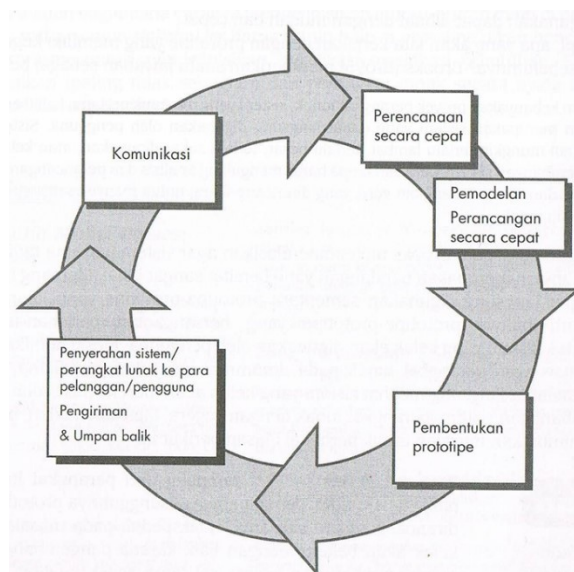 Komunikasi
Perencanaan
secara cepat
Pemodelan
Perancangan
secara cepat
Pembentukan
prototipe
Penyerahan sistem/
perangkat lunak ke para
pelanggan/pengguna
Pengiriman
& Umpan balik